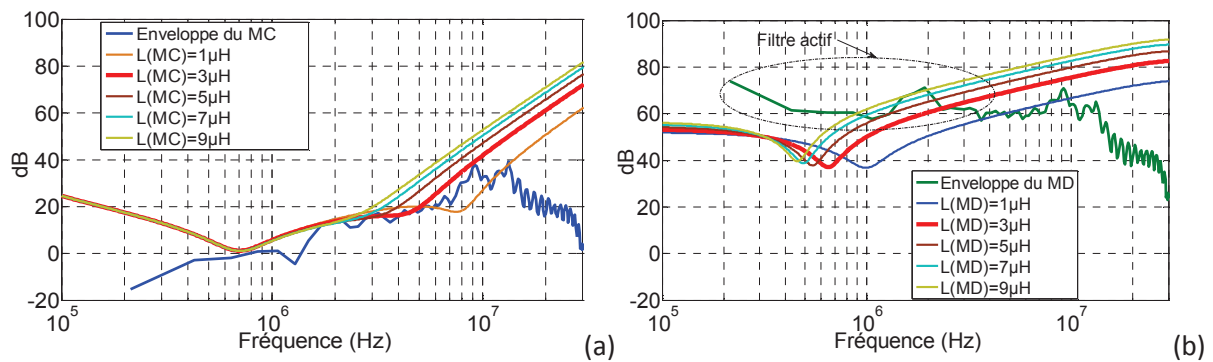 100
80
60
40
20
0
-20
dB
10^5
10^6
10^7
Fréquence (Hz)
Enveloppe du MC
L(MC)=1µH
L(MC)=3µH
L(MC)=5µH
L(MC)=7µH
L(MC)=9µH
(a)
100
80
60
40
20
0
-20
dB
10^5
10^6
10^7
Fréquence (Hz)
Filtre actif
Enveloppe du MD
L(MD)=1µH
L(MD)=3µH
L(MD)=5µH
L(MD)=7µH
L(MD)=9µH
(b)